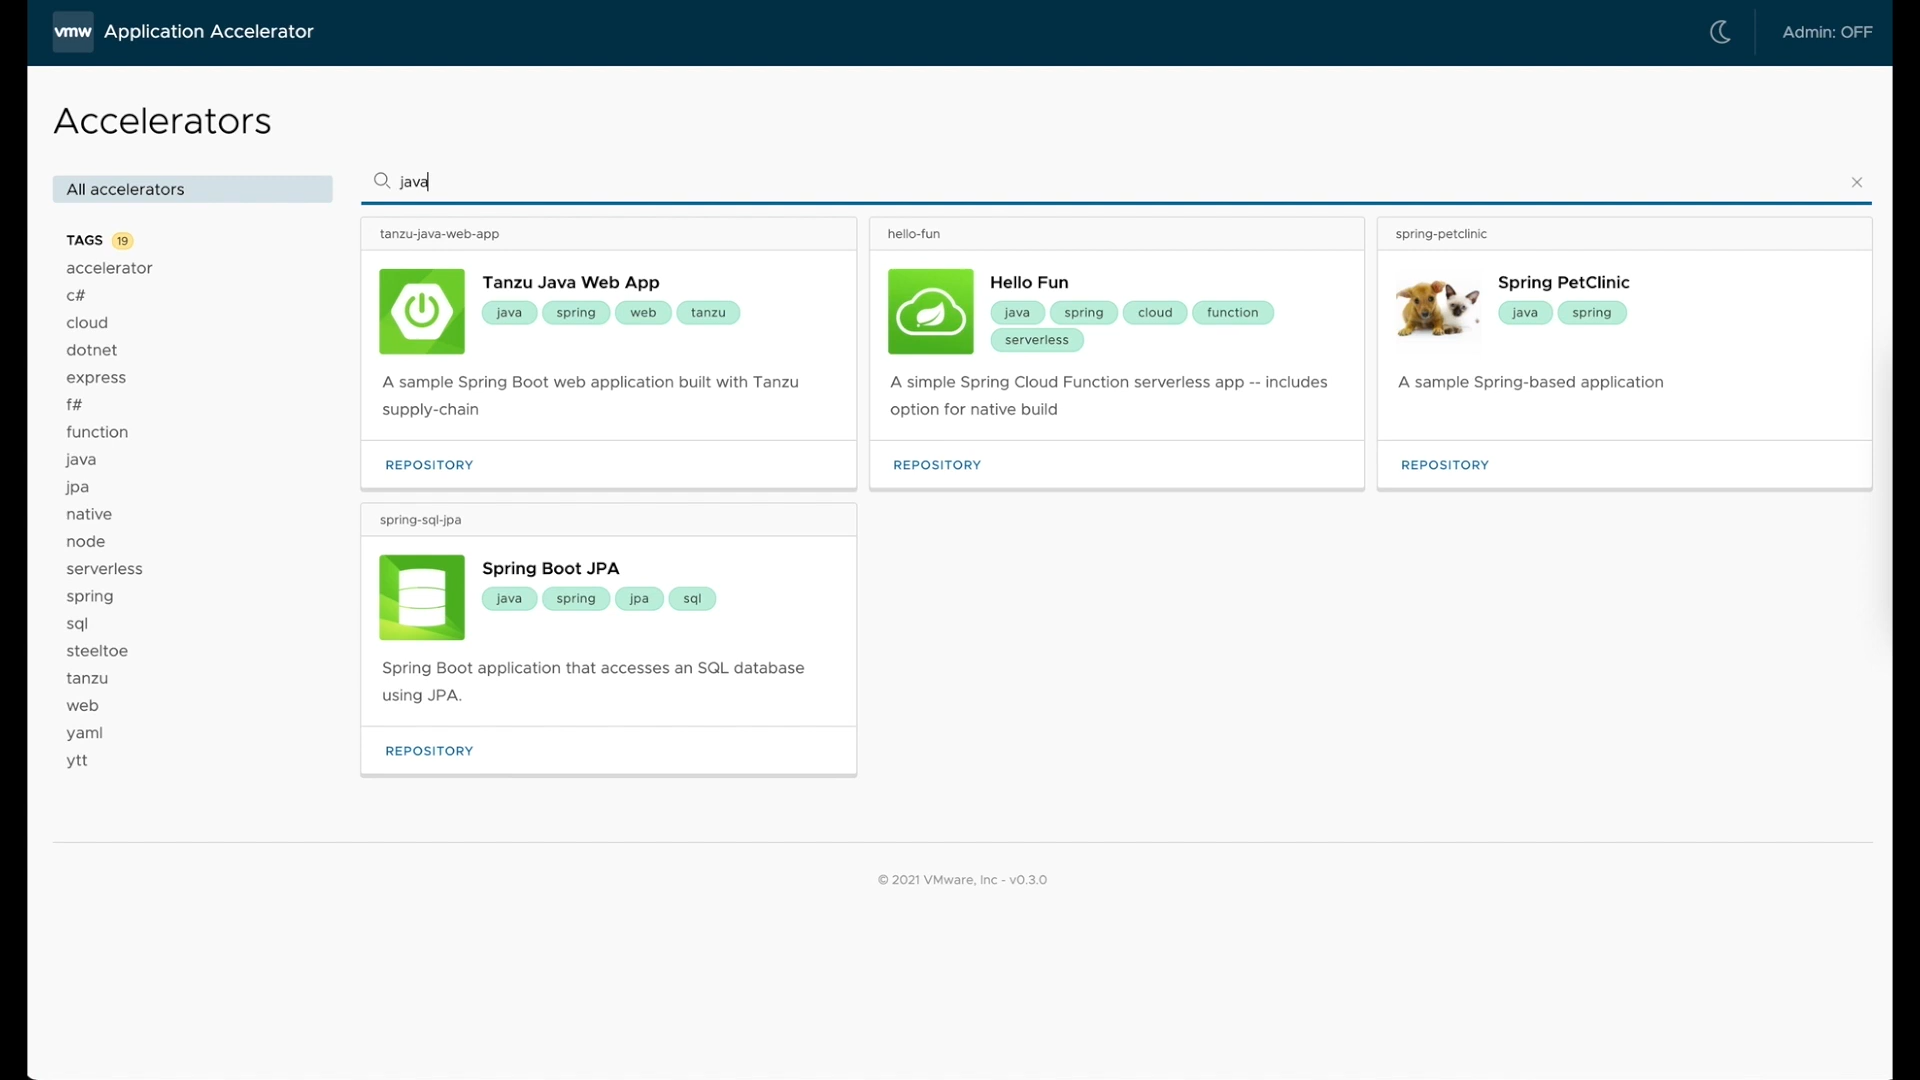 vmw Application Accelerator
Admin: OFF
Accelerators
All accelerators
TAGS 19
accelerator
c#
cloud
dotnet
express
f#
function
java
jpa
native
node
serverless
spring
sql
steeltoe
tanzu
web
yaml
ytt
java
tanzu-java-web-app
Tanzu Java Web App
java spring web tanzu
A sample Spring Boot web application built with Tanzu
supply-chain
REPOSITORY
hello-fun
Hello Fun
java spring cloud function
serverless
A simple Spring Cloud Function serverless app -- includes
option for native build
REPOSITORY
spring-petclinic
Spring PetClinic
java spring
A sample Spring-based application
REPOSITORY
spring-sql-jpa
Spring Boot JPA
java spring jpa sql
Spring Boot application that accesses an SQL database
using JPA.
REPOSITORY
© 2021 VMware, Inc - v0.3.0